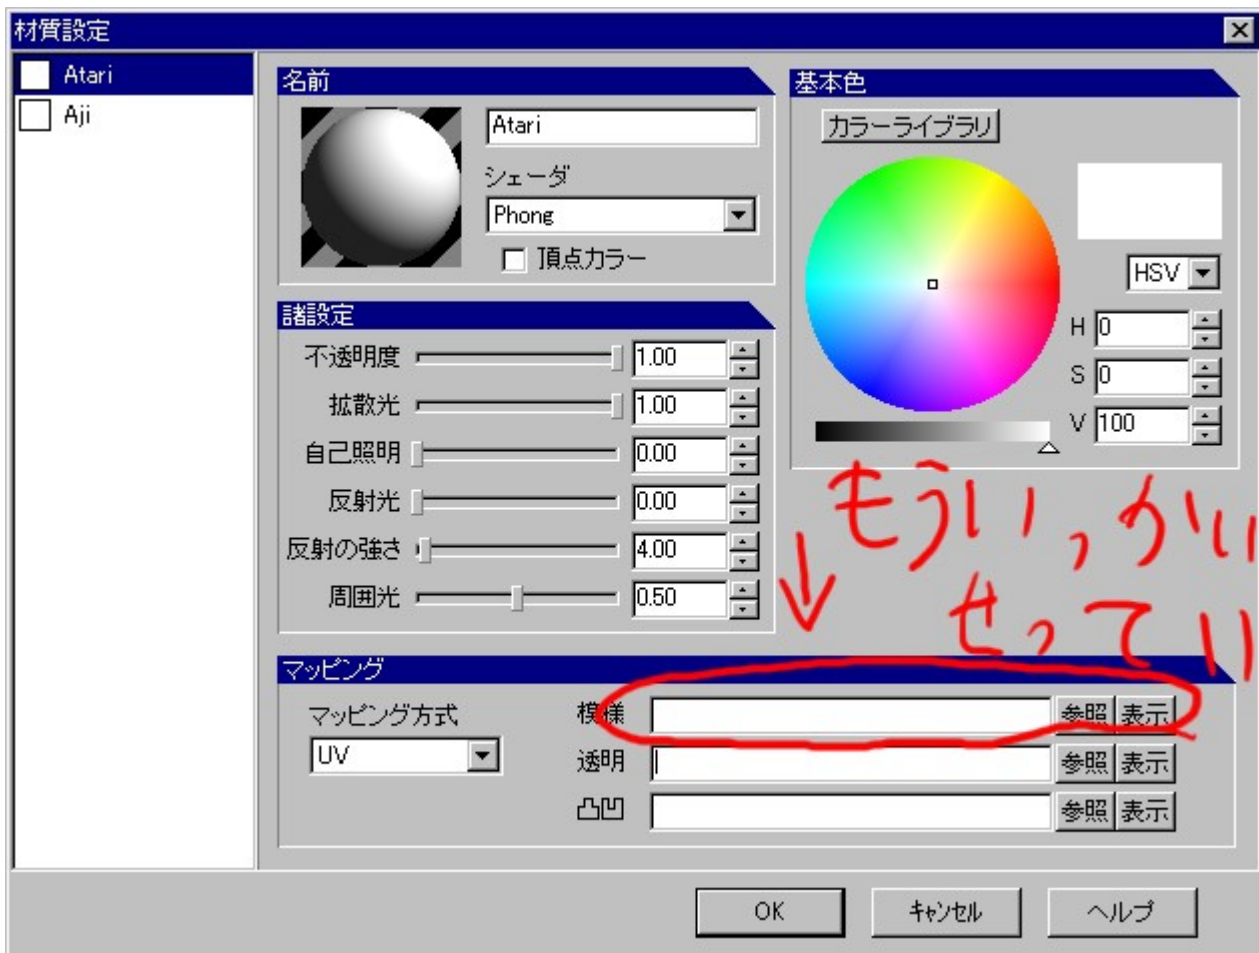 材質設定
Atari
Aji
名前
Atari
シェーダ
Phong
頂点カラー
基本色
カラーライブラリ
HSV
H 0
S 0
V 100
諸設定
不透明度 1.00
拡散光 1.00
自己照明 0.00
反射光 0.00
反射の強さ 4.00
周囲光 0.50
もういっかい
せってい
マッピング
マッピング方式
UV
模様 参照 表示
透明 参照 表示
凸凹 参照 表示
OK キャンセル ヘルプ